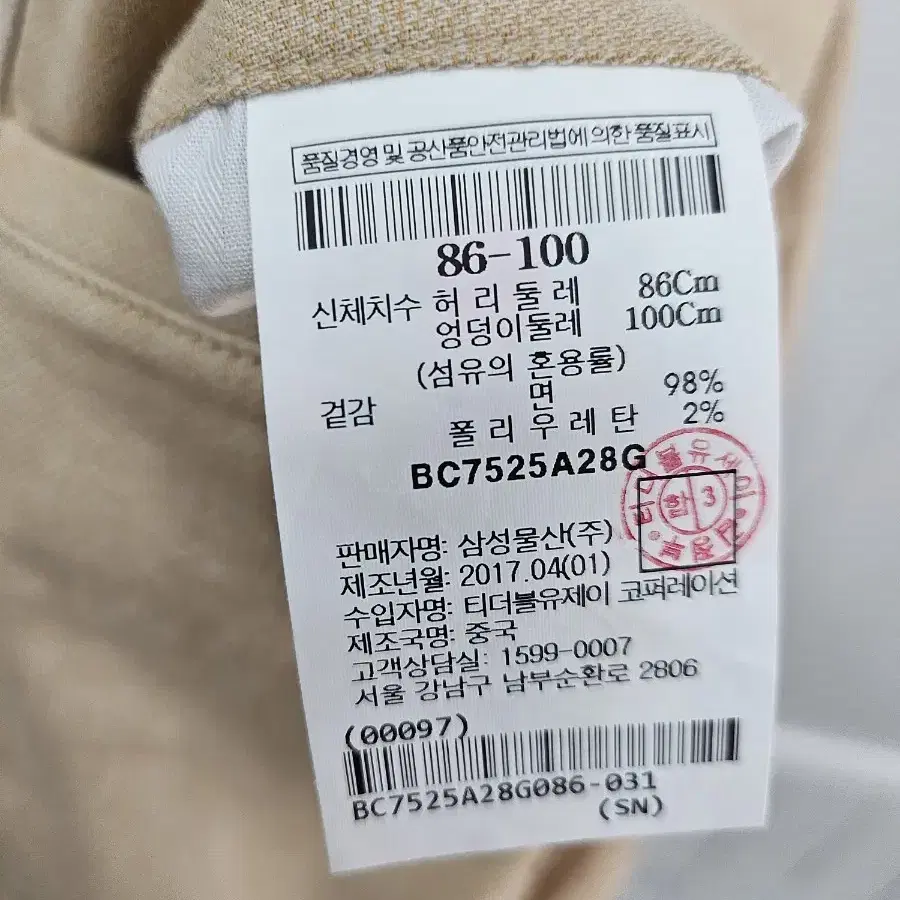 품질경영 및 공산품안전관리법에 의한 품질표시
86-100
신체치수 허 리 둘 레 86Cm
엉덩이둘레 100Cm
(섬유의 혼용률)
겉감 면 98%
폴 리 우 레 탄 2%
BC7525A28G
합 3
판매자명: 삼성물산(주)
제조년월: 2017.04(01)
수입자명: 티더블유제이 코퍼레이션
제조국명: 중국
고객상담실: 1599-0007
서울 강남구 남부순환로 2806
(00097)
BC7525A28G086-031
(SN)